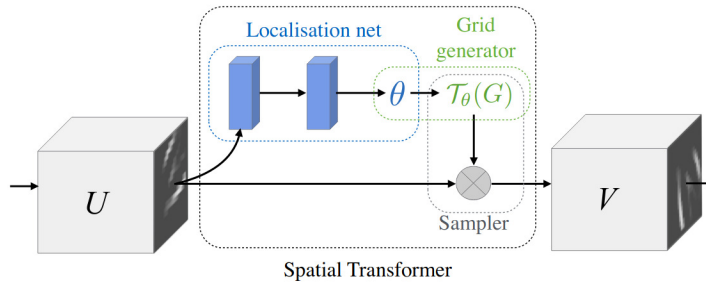 Localisation net
Grid
generator
θ
𝒯θ(G)
U
V
Sampler
Spatial Transformer